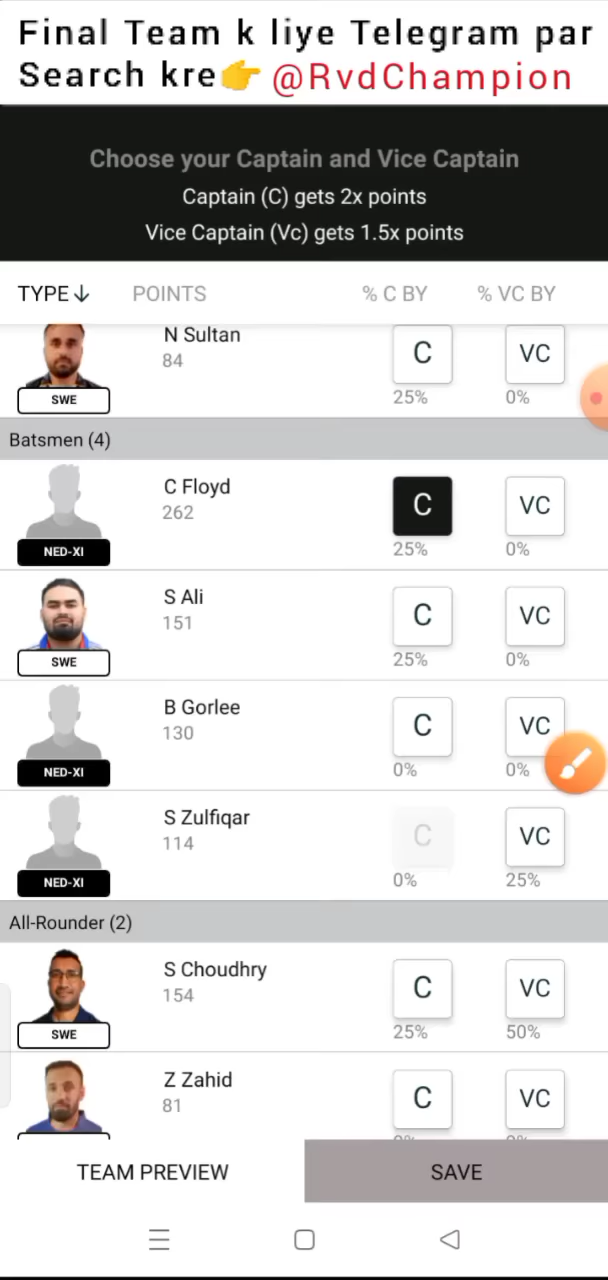 Final Team k liye Telegram par
Search kre👉 @RvdChampion
Choose your Captain and Vice Captain
Captain (C) gets 2x points
Vice Captain (Vc) gets 1.5x points
TYPE↓ POINTS % C BY % VC BY
N Sultan
84
C VC
SWE
25% 0%
Batsmen (4)
C Floyd
262
C VC
NED-XI
25% 0%
S Ali
151
C VC
SWE
25% 0%
B Gorlee
130
C VC
NED-XI
0% 0%
S Zulfiqar
114
C VC
NED-XI
0% 25%
All-Rounder (2)
S Choudhry
154
C VC
SWE
25% 50%
Z Zahid
81
C VC
TEAM PREVIEW SAVE